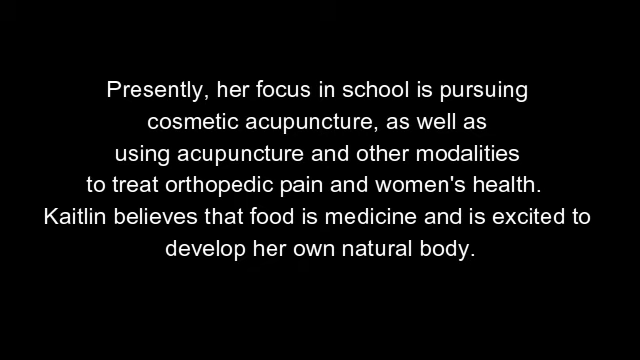 Presently, her focus in school is pursuing
cosmetic acupuncture, as well as
using acupuncture and other modalities
to treat orthopedic pain and women's health.
Kaitlin believes that food is medicine and is excited to
develop her own natural body.